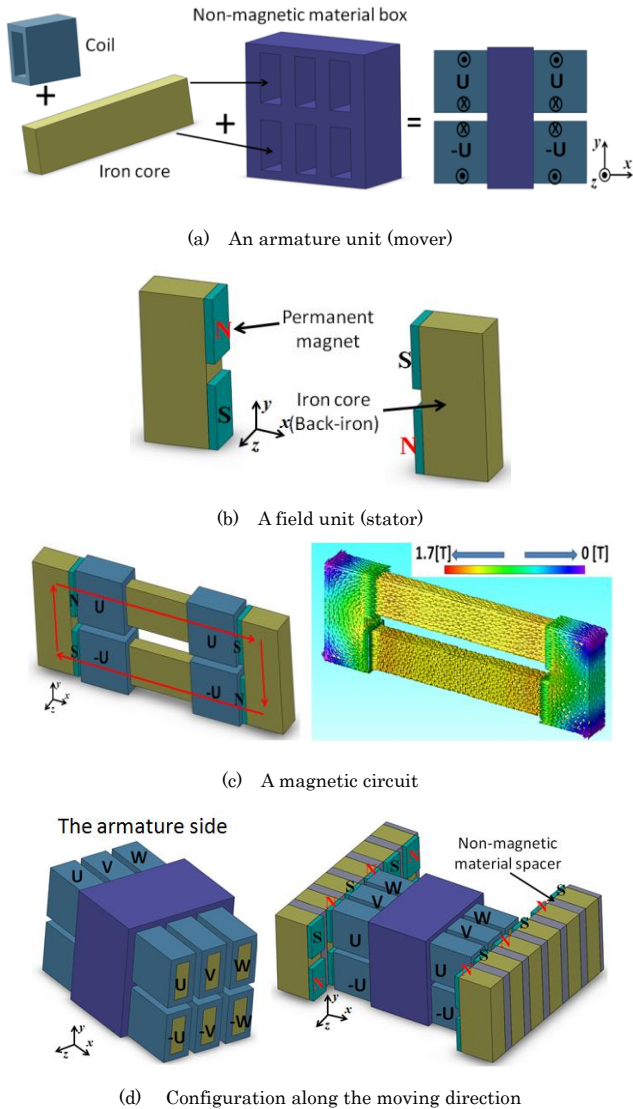 Non-magnetic material box
Coil
+
Iron core
+
=
U
U
-U
-U
y
x
z
(a) An armature unit (mover)
N
S
Permanent
magnet
Iron core
(Back-iron)
y
x
z
S
N
(b) A field unit (stator)
N
S
U
-U
U
-U
S
N
y
x
z
1.7[T]
0 [T]
(c) A magnetic circuit
The armature side
U V W
U V W
-U -V -W
y
x
z
Non-magnetic
material spacer
N S N S N
S
N
U V W
U V W
-U
-U
S N S N S N S
y
x
z
(d) Configuration along the moving direction